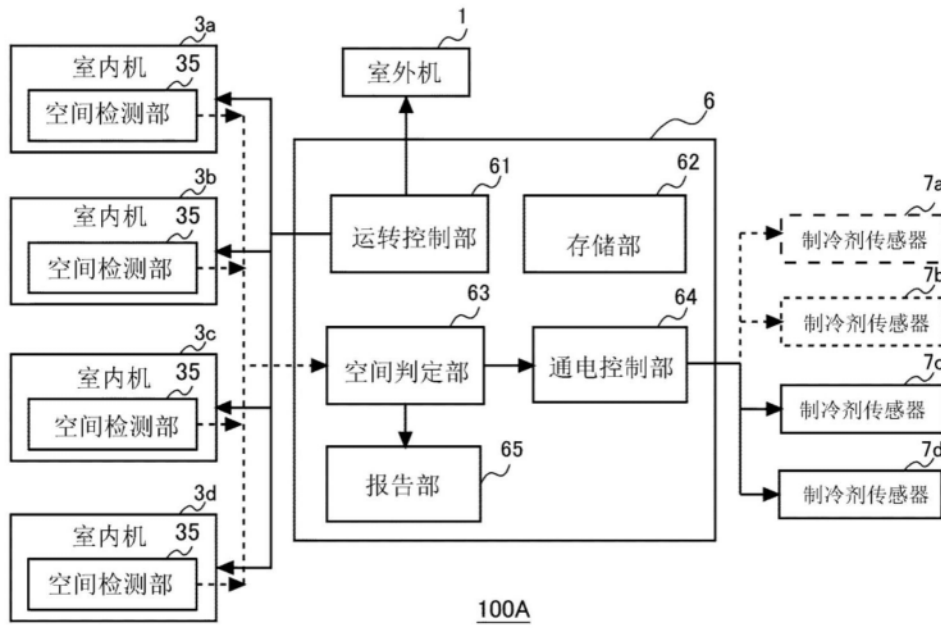 3a
室内机
35
空间检测部
3b
室内机
35
空间检测部
3c
室内机
35
空间检测部
3d
室内机
35
空间检测部
1
室外机
6
61
运转控制部
62
存储部
63
空间判定部
64
通电控制部
65
报告部
7a
制冷剂传感器
7b
制冷剂传感器
7c
制冷剂传感器
7d
制冷剂传感器
100A